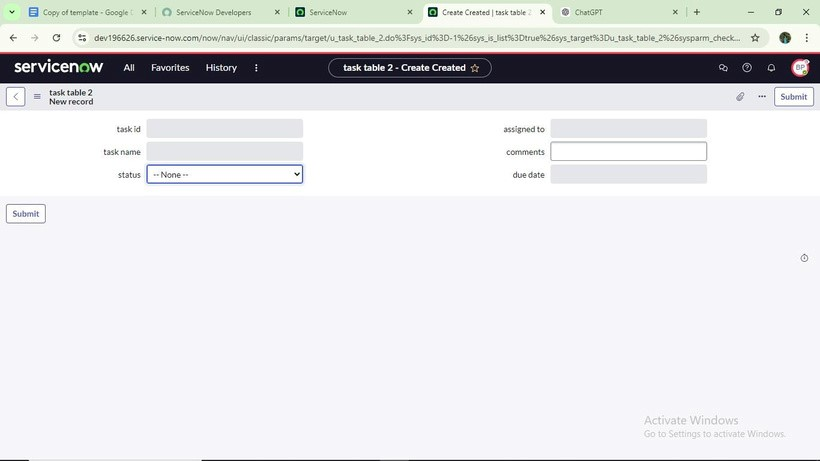 Copy of template - Google D
ServiceNow Developers
ServiceNow
Create Created | task table 2
ChatGPT
dev196626.service-now.com/now/nav/ui/classic/params/target/u_task_table_2.do%3Fsys_id%3D-1%26sys_is_list%3Dtrue%26sys_target%3Du_task_table_2%26sysparm_check...
servicenow
All
Favorites
History
task table 2 - Create Created
BP
task table 2
New record
Submit
task id
assigned to
task name
comments
status
-- None --
due date
Submit
Activate Windows
Go to Settings to activate Windows.